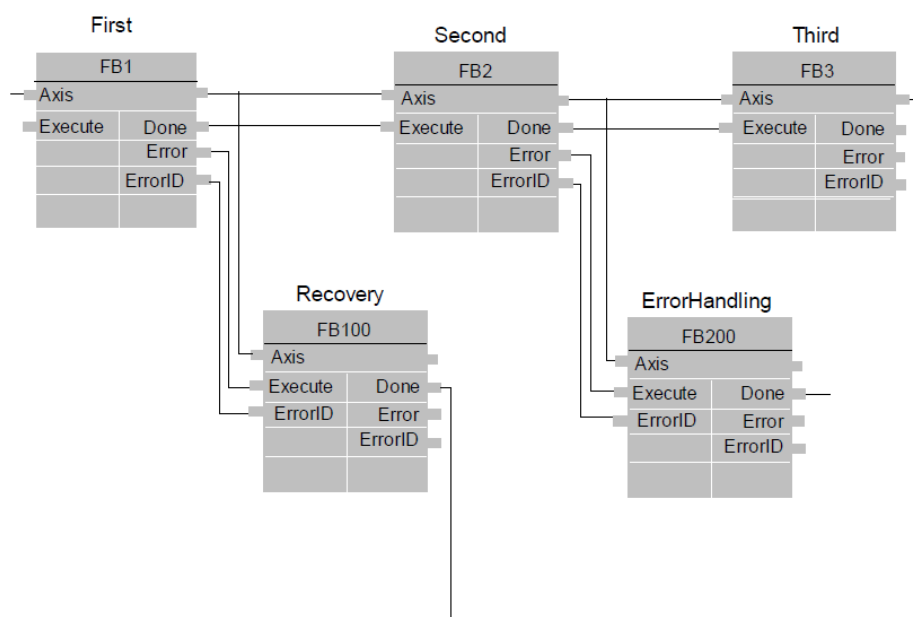 First
Second
Third
FB1
FB2
FB3
Axis
Axis
Axis
Execute Done
Execute Done
Execute Done
Error
Error
Error
ErrorID
ErrorID
ErrorID
Recovery
ErrorHandling
FB100
FB200
Axis
Axis
Execute Done
Execute Done
ErrorID Error
ErrorID Error
ErrorID
ErrorID